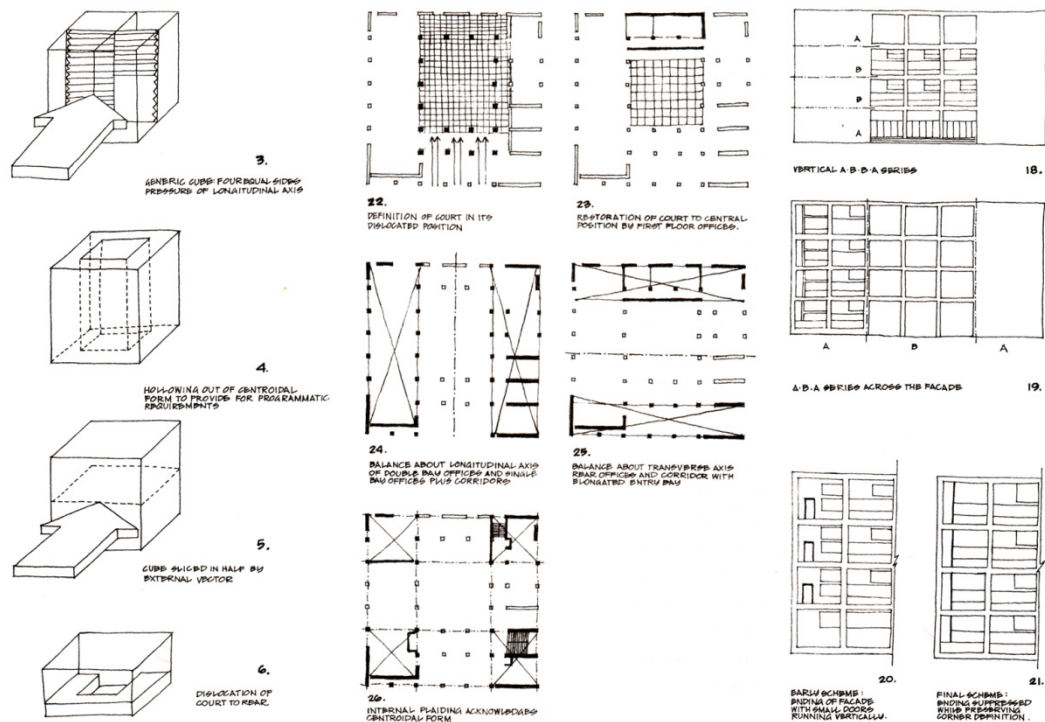 3.
GENERIC CUBE: FOUR EQUAL SIDES
PRESSURE OF LONGITUDINAL AXIS
4.
HOLLOWING OUT OF CENTROIDAL
FORM TO PROVIDE FOR PROGRAMMATIC
REQUIREMENTS
5.
CUBE SLICED IN HALF BY
EXTERNAL VECTOR
6.
DISLOCATION OF
COURT TO REAR
22.
DEFINITION OF COURT IN ITS
DISLOCATED POSITION
23.
RESTORATION OF COURT TO CENTRAL
POSITION BY FIRST FLOOR OFFICES.
24.
BALANCE ABOUT LONGITUDINAL AXIS
OF DOUBLE BAY OFFICES AND SINGLE
BAY OFFICES PLUS CORRIDORS
25.
BALANCE ABOUT TRANSVERSE AXIS
REAR OFFICES AND CORRIDOR WITH
ELONGATED ENTRY BAY
26.
INTERNAL PLAIDING ACKNOWLEDGES
CENTROIDAL FORM
A
B
B
A
VERTICAL A·B·B·A SERIES
18.
A
B
A
A·B·A SERIES ACROSS THE FACADE
19.
20.
EARLY SCHEME:
ENDING OF FACADE
WITH SMALL DOORS
RUNNING VERTICALLY.
21.
FINAL SCHEME:
ENDING SUPPRESSED
WHILE PRESERVING
CORNER DEFINITION.